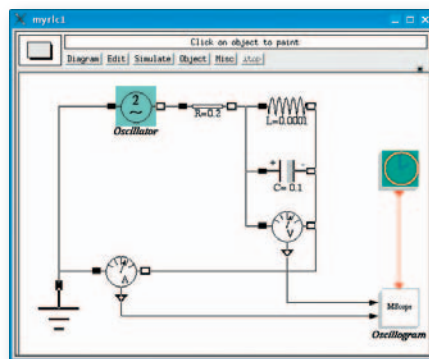 myrlc1
Click on object to paint
Diagram Edit Simulate Object Misc stop
2
~
Oscillator
R=0.2
L=0.0001
+ -
C= 0.1
V
A
MScope
Oscillogram